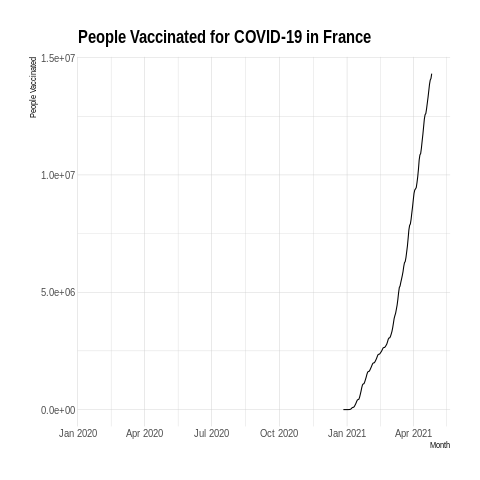 People Vaccinated for COVID-19 in France
People Vaccinated
1.5e+07
1.0e+07
5.0e+06
0.0e+00
Jan 2020 Apr 2020 Jul 2020 Oct 2020 Jan 2021 Apr 2021
Month